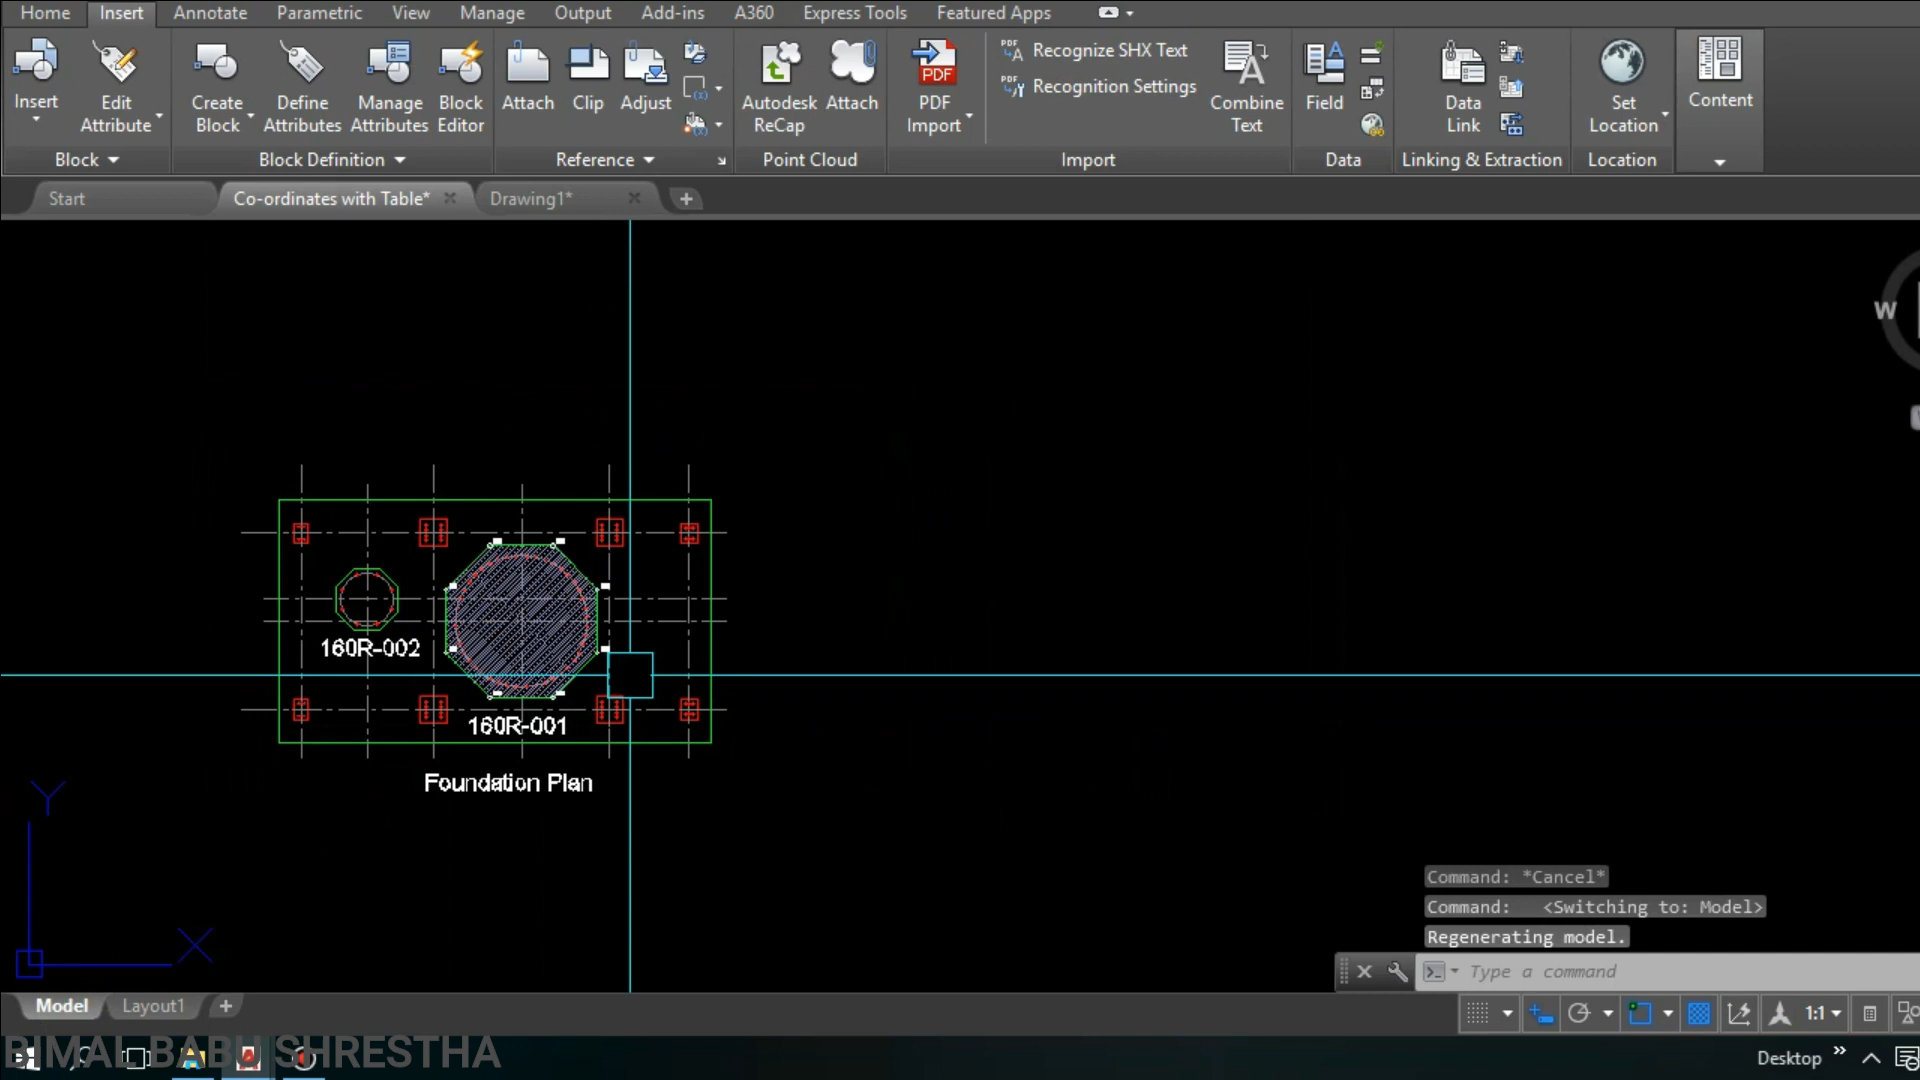 Home Insert Annotate Parametric View Manage Output Add-ins A360 Express Tools Featured Apps
Insert
Edit
Attribute
Create
Block
Define
Attributes
Manage
Attributes
Block
Editor
Attach
Clip
Adjust
Autodesk
ReCap
Attach
PDF
PDF
Import
PDF
A
Recognize SHX Text
PDF
Recognition Settings
Combine
Text
Field
Data
Link
Set
Location
Content
Block Block Definition Reference Point Cloud Import Data Linking & Extraction Location
Start Co-ordinates with Table* Drawing1*
W
160R-002
160R-001
Foundation Plan
Y
X
Command: *Cancel*
Command: <Switching to: Model>
Regenerating model.
Type a command
Model Layout1
1:1
BIMAL BABU SHRESTHA
Desktop